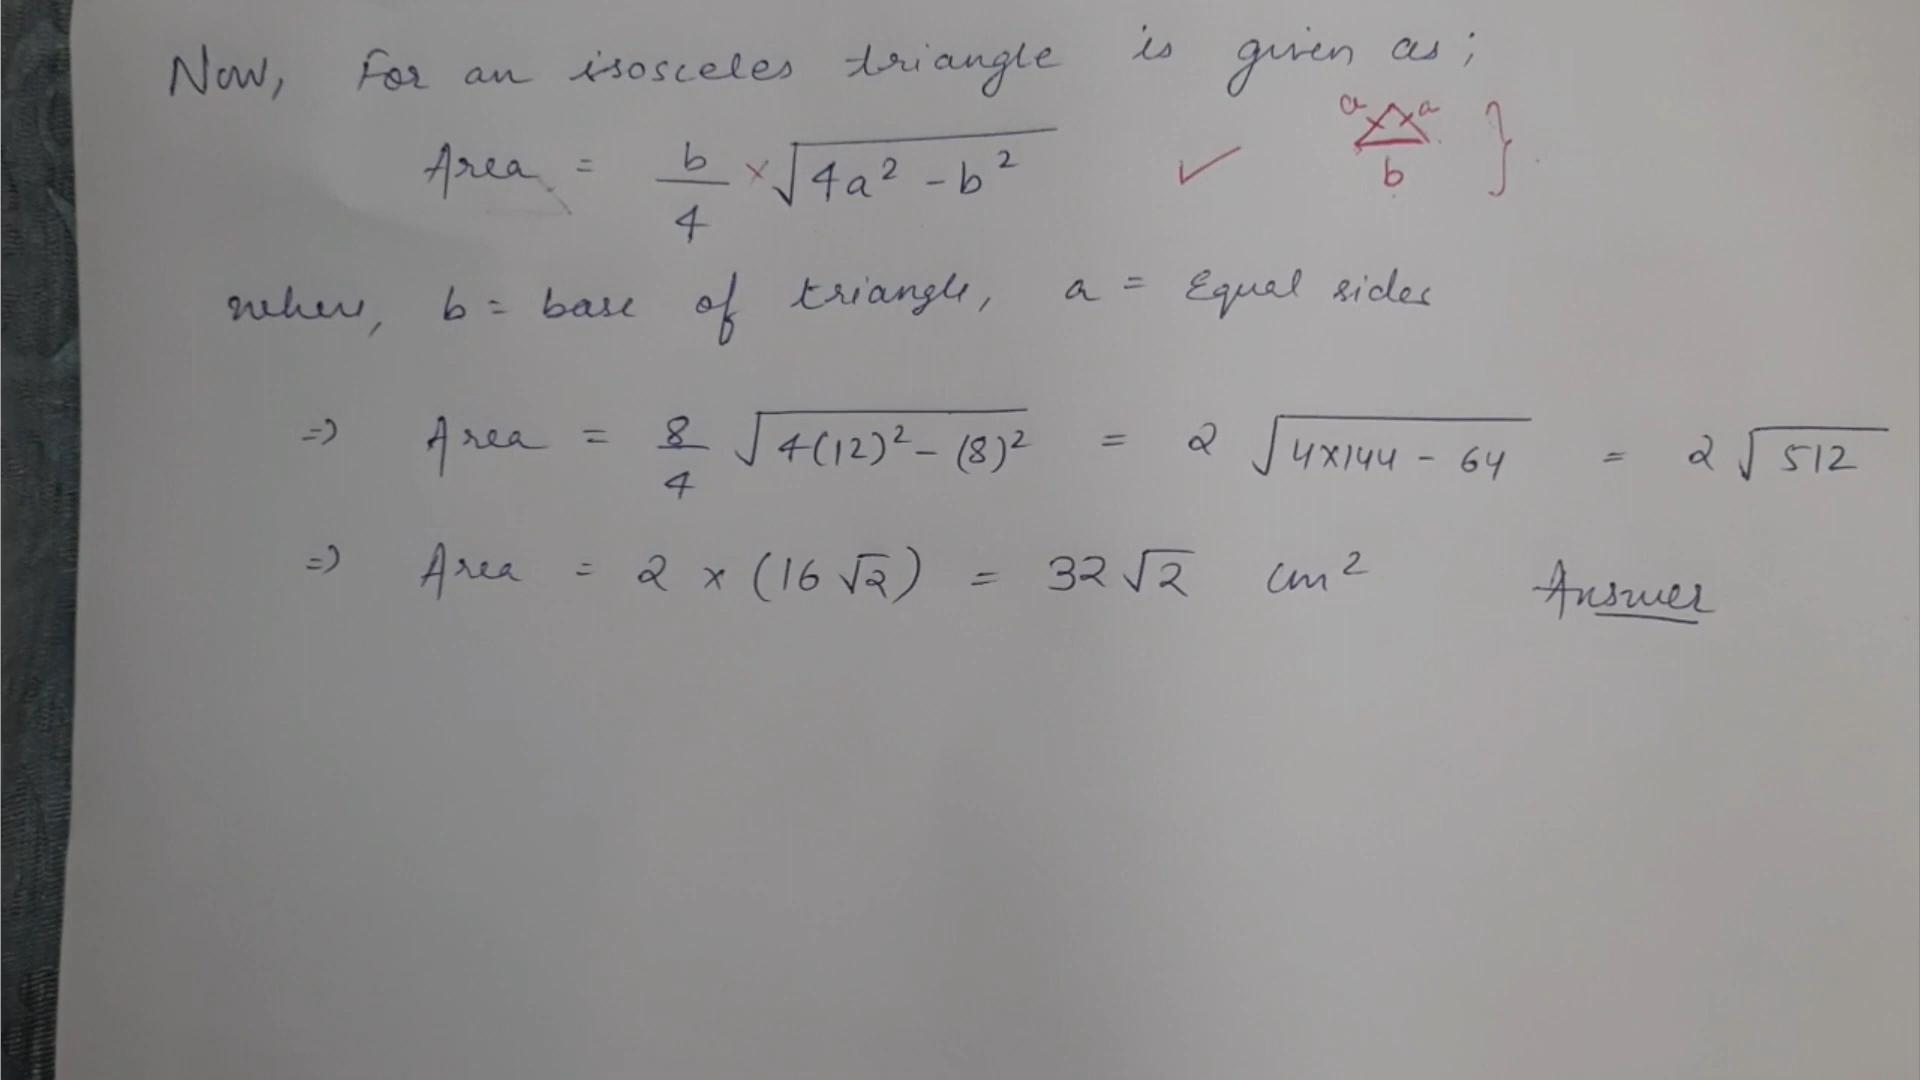 Now, For an isosceles triangle is given as;
Area = b/4 × √(4a² - b²) ✓ a a b }
where, b = base of triangle, a = Equal sides
⇒ Area = 8/4 √(4(12)² - (8)²) = 2 √(4×144 - 64) = 2 √512
⇒ Area = 2 × (16√2) = 32√2 cm² Answer